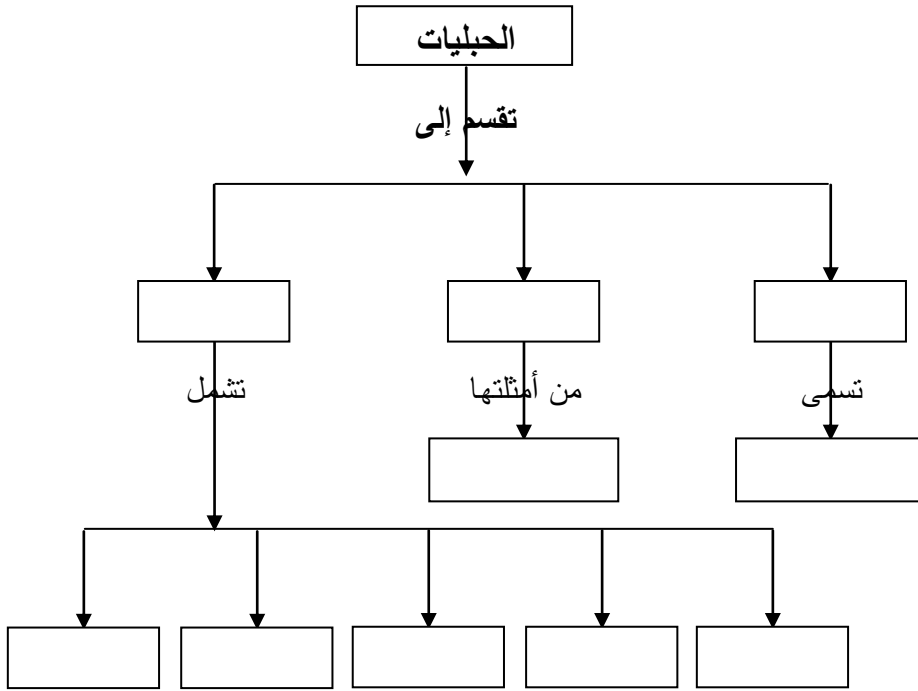 الحبليات
تقسم إلى
تسمى
من أمثلتها
تشمل